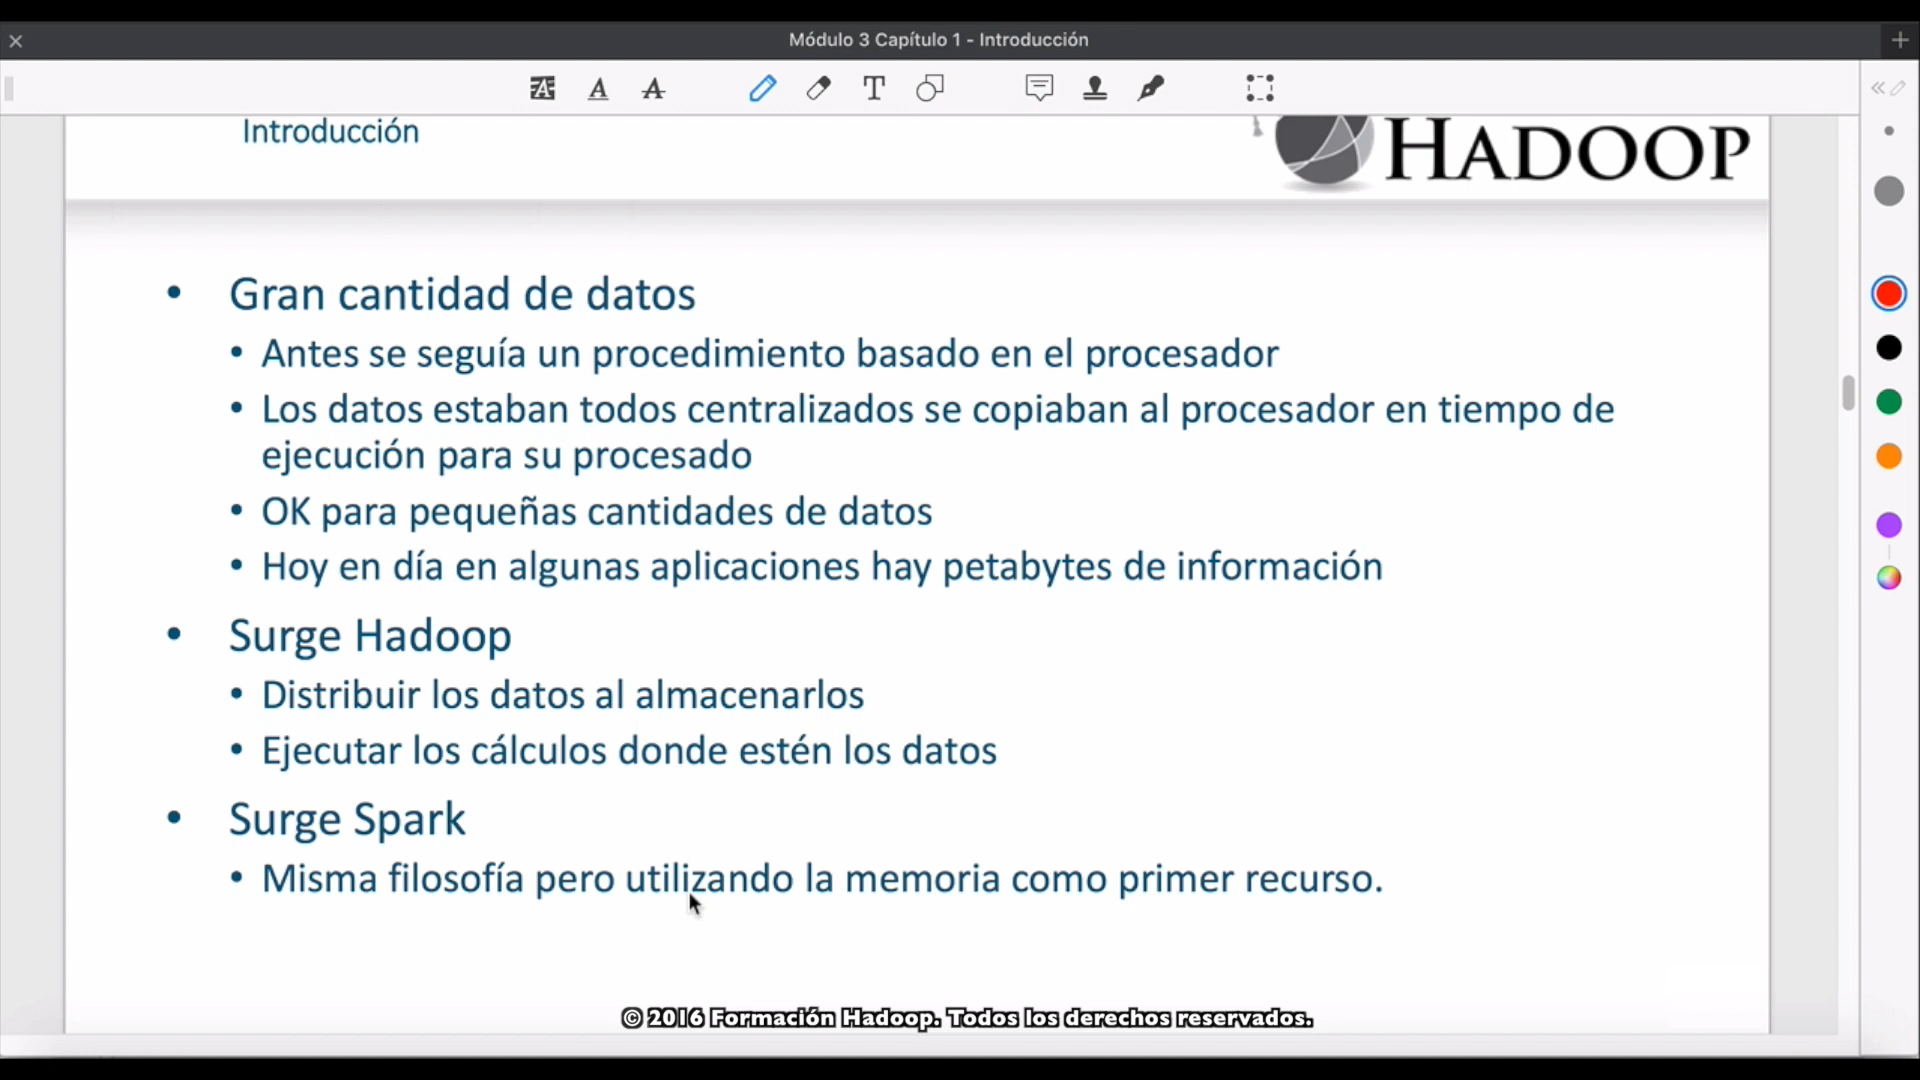 Módulo 3 Capítulo 1 - Introducción
Introducción
HADOOP
• Gran cantidad de datos
• Antes se seguía un procedimiento basado en el procesador
• Los datos estaban todos centralizados se copiaban al procesador en tiempo de
ejecución para su procesado
• OK para pequeñas cantidades de datos
• Hoy en día en algunas aplicaciones hay petabytes de información
• Surge Hadoop
• Distribuir los datos al almacenarlos
• Ejecutar los cálculos donde estén los datos
• Surge Spark
• Misma filosofía pero utilizando la memoria como primer recurso.
© 2016 Formación Hadoop. Todos los derechos reservados.